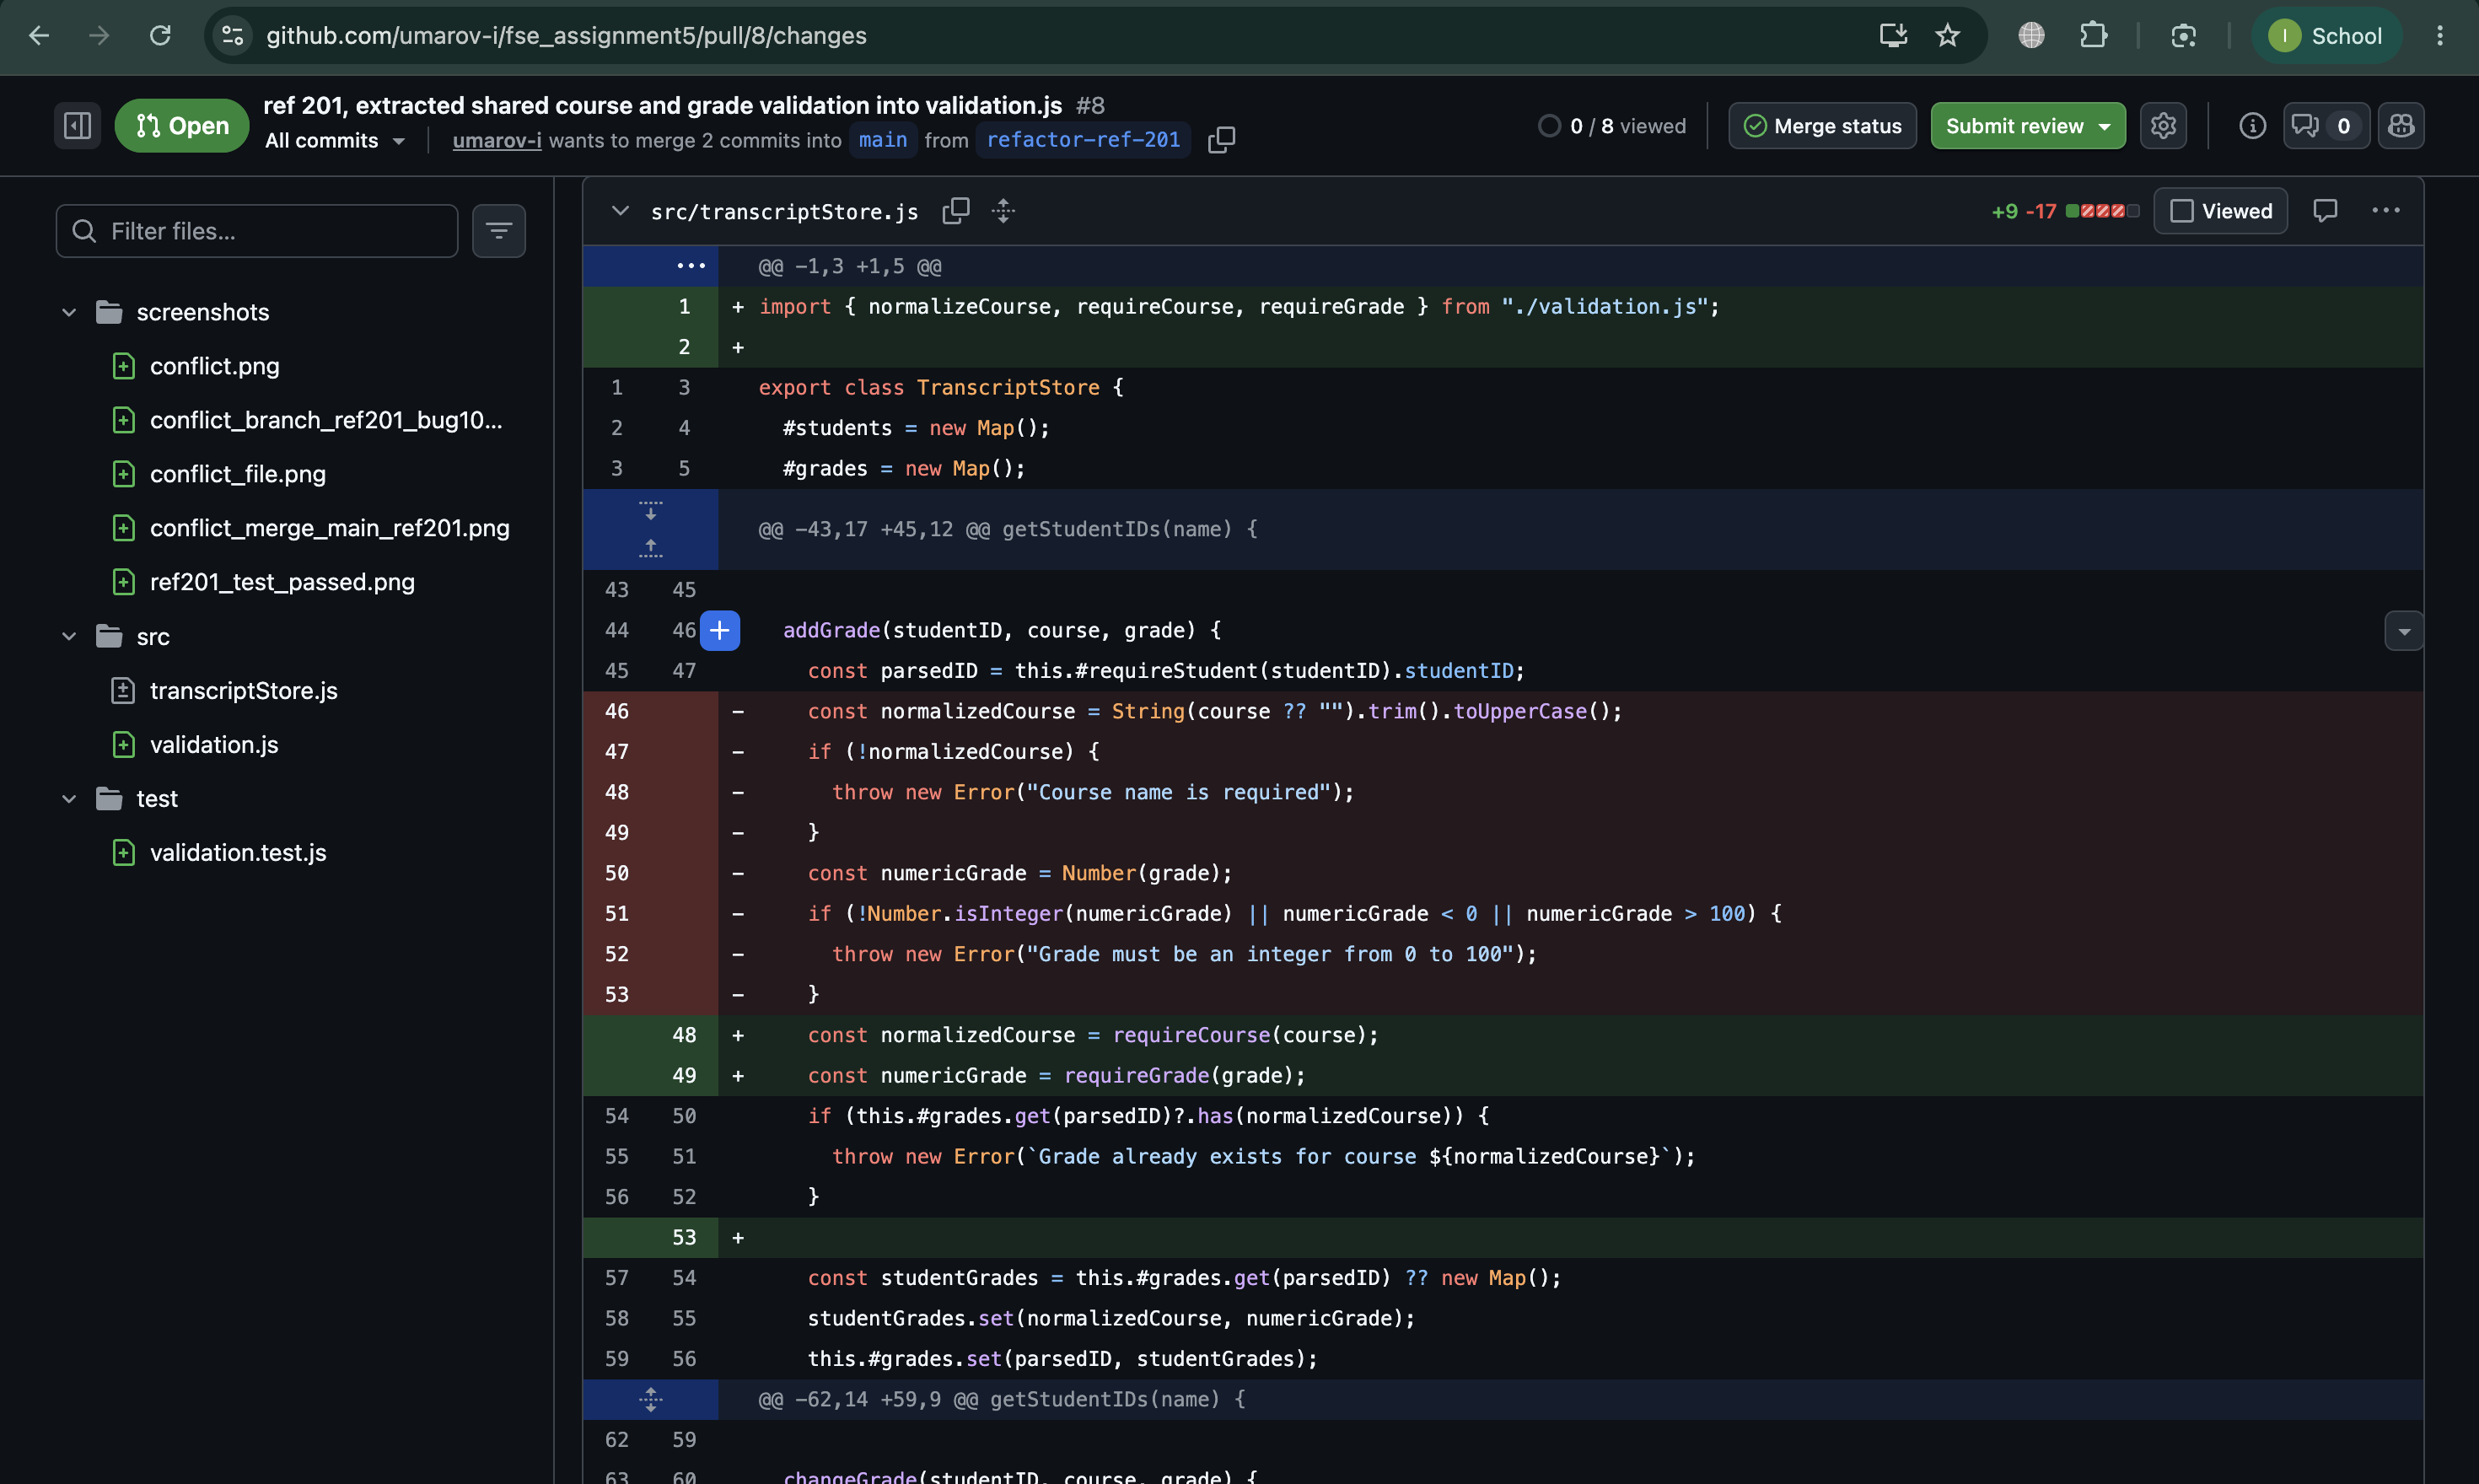 github.com/umarov-i/fse_assignment5/pull/8/changes
I School
Open
ref 201, extracted shared course and grade validation into validation.js #8
All commits
umarov-i wants to merge 2 commits into main from refactor-ref-201
0 / 8 viewed
Merge status
Submit review
0
Filter files...
screenshots
conflict.png
conflict_branch_ref201_bug10...
conflict_file.png
conflict_merge_main_ref201.png
ref201_test_passed.png
src
transcriptStore.js
validation.js
test
validation.test.js
src/transcriptStore.js
+9 -17
Viewed
@@ -1,3 +1,5 @@
1 + import { normalizeCourse, requireCourse, requireGrade } from "./validation.js";
2 +
1 3 export class TranscriptStore {
2 4 #students = new Map();
3 5 #grades = new Map();
@@ -43,17 +45,12 @@ getStudentIDs(name) {
43 45
44 46 addGrade(studentID, course, grade) {
45 47 const parsedID = this.#requireStudent(studentID).studentID;
46 - const normalizedCourse = String(course ?? "").trim().toUpperCase();
47 - if (!normalizedCourse) {
48 - throw new Error("Course name is required");
49 - }
50 - const numericGrade = Number(grade);
51 - if (!Number.isInteger(numericGrade) || numericGrade < 0 || numericGrade > 100) {
52 - throw new Error("Grade must be an integer from 0 to 100");
53 - }
48 + const normalizedCourse = requireCourse(course);
49 + const numericGrade = requireGrade(grade);
54 50 if (this.#grades.get(parsedID)?.has(normalizedCourse)) {
55 51 throw new Error(`Grade already exists for course ${normalizedCourse}`);
56 52 }
53 +
57 54 const studentGrades = this.#grades.get(parsedID) ?? new Map();
58 55 studentGrades.set(normalizedCourse, numericGrade);
59 56 this.#grades.set(parsedID, studentGrades);
@@ -62,14 +59,9 @@ getStudentIDs(name) {
62 59
63 60 changeGrade(studentID, course, grade) {